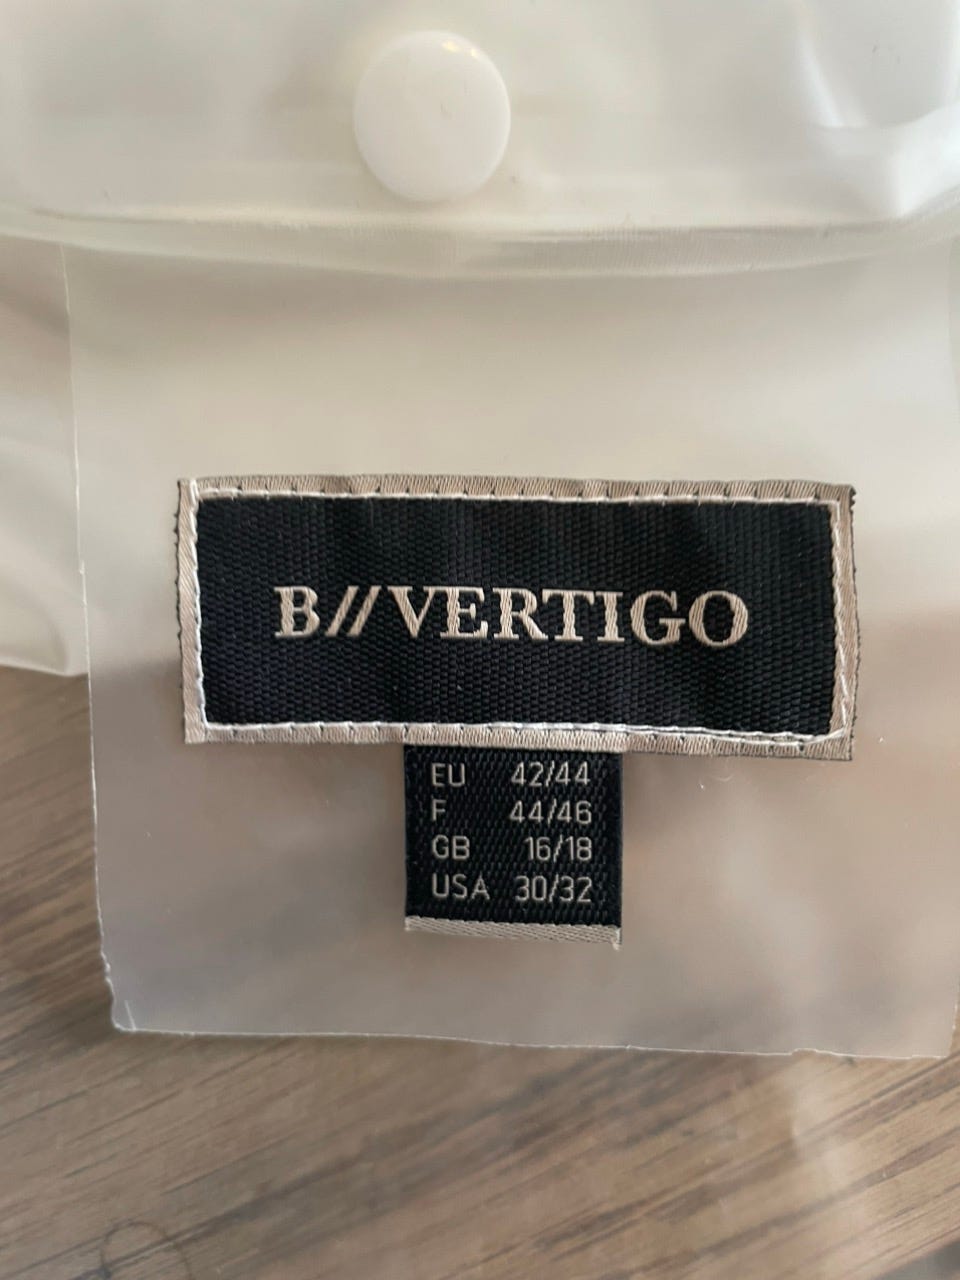 B//VERTIGO
EU 42/44
F 44/46
GB 16/18
USA 30/32